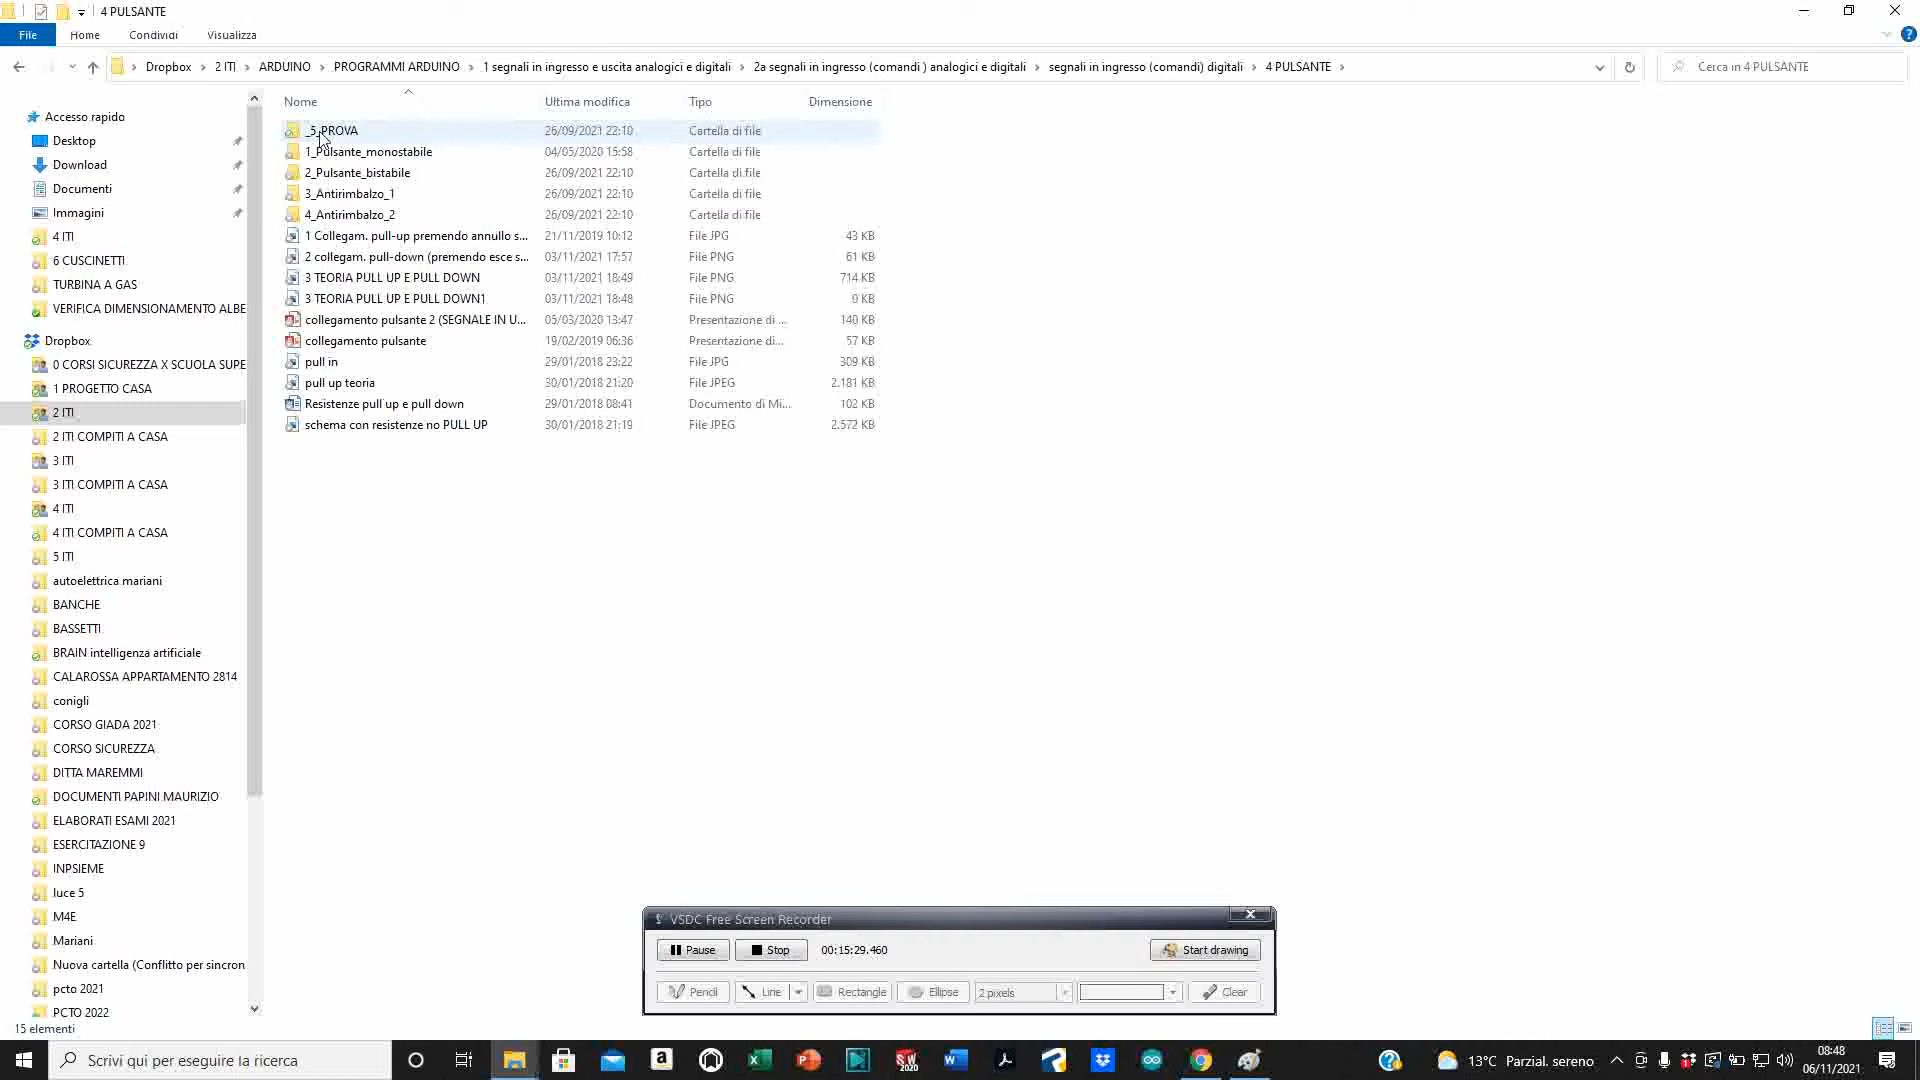 4 PULSANTE
File Home Condividi Visualizza
Dropbox 2 ITI ARDUINO PROGRAMMI ARDUINO 1 segnali in ingresso e uscita analogici e digitali 2a segnali in ingresso (comandi ) analogici e digitali segnali in ingresso (comandi) digitali 4 PULSANTE Cerca in 4 PULSANTE
Nome Ultima modifica Tipo Dimensione
Accesso rapido
Desktop
Download
Documenti
Immagini
4 ITI
6 CUSCINETTI
TURBINA A GAS
VERIFICA DIMENSIONAMENTO ALBE
Dropbox
0 CORSI SICUREZZA X SCUOLA SUPE
1 PROGETTO CASA
2 ITI
2 ITI COMPITI A CASA
3 ITI
3 ITI COMPITI A CASA
4 ITI
4 ITI COMPITI A CASA
5 ITI
autoelettrica mariani
BANCHE
BASSETTI
BRAIN intelligenza artificiale
CALAROSSA APPARTAMENTO 2814
conigli
CORSO GIADA 2021
CORSO SICUREZZA
DITTA MAREMMI
DOCUMENTI PAPINI MAURIZIO
ELABORATI ESAMI 2021
ESERCITAZIONE 9
INPSIEME
luce 5
M4E
Mariani
Nuova cartella (Conflitto per sincron
pcto 2021
PCTO 2022
_5_PROVA 26/09/2021 22:10 Cartella di file
1_Pulsante_monostabile 04/05/2020 15:58 Cartella di file
2_Pulsante_bistabile 26/09/2021 22:10 Cartella di file
3_Antirimbalzo_1 26/09/2021 22:10 Cartella di file
4_Antirimbalzo_2 26/09/2021 22:10 Cartella di file
1 Collegam. pull-up premendo annullo s... 21/11/2019 10:12 File JPG 43 KB
2 collegam. pull-down (premendo esce s... 03/11/2021 17:57 File PNG 61 KB
3 TEORIA PULL UP E PULL DOWN 03/11/2021 18:49 File PNG 714 KB
3 TEORIA PULL UP E PULL DOWN1 03/11/2021 18:48 File PNG 9 KB
collegamento pulsante 2 (SEGNALE IN U... 05/03/2020 13:47 Presentazione di ... 140 KB
collegamento pulsante 19/02/2019 06:36 Presentazione di... 57 KB
pull in 29/01/2018 23:22 File JPG 309 KB
pull up teoria 30/01/2018 21:20 File JPEG 2.181 KB
Resistenze pull up e pull down 29/01/2018 08:41 Documento di Mi... 102 KB
schema con resistenze no PULL UP 30/01/2018 21:19 File JPEG 2.572 KB
VSDC Free Screen Recorder
Pause Stop 00:15:29.460 Start drawing
Pencil Line Rectangle Ellipse 2 pixels Clear
15 elementi
Scrivi qui per eseguire la ricerca
13°C Parzial. sereno
08:48
06/11/2021